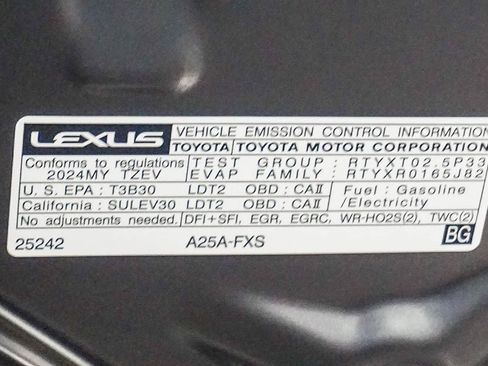 LEXUS VEHICLE EMISSION CONTROL INFORMATION
TOYOTA TOYOTA MOTOR CORPORATION
Conforms to regulations TEST GROUP : RTYXT02.5P33
2024MY TZEV EVAP FAMILY : RTYXR0165J82
U.S. EPA : T3B30 LDT2 OBD : CAII Fuel : Gasoline
California : SULEV30 LDT2 OBD : CAII /Electricity
No adjustments needed. DFI+SFI, EGR, EGRC, WR-HO2S(2), TWC(2)
25242 A25A-FXS BG